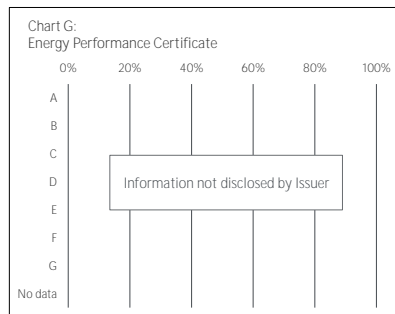 Chart G:
Energy Performance Certificate
0% 20% 40% 60% 80% 100%
A
B
C
D
Information not disclosed by Issuer
E
F
G
No data